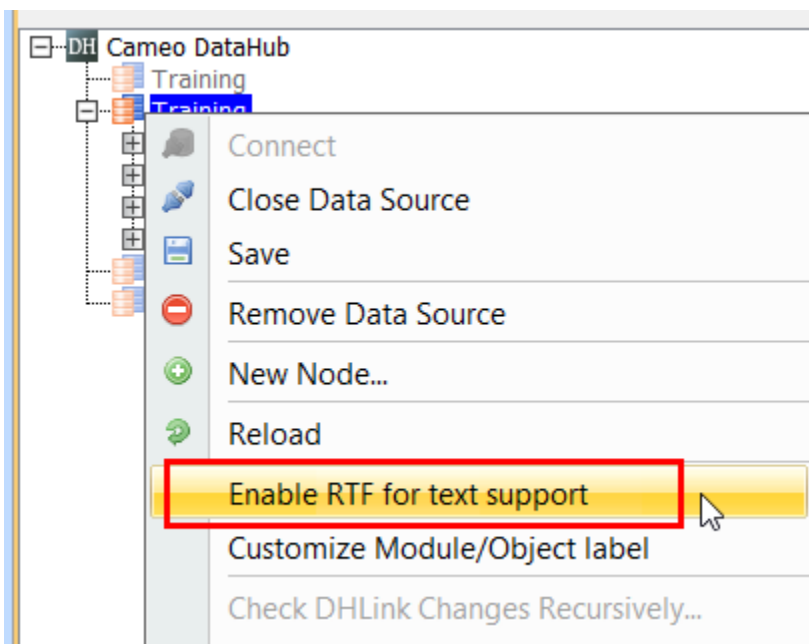 DH Cameo DataHub
Training
Training
Connect
Close Data Source
Save
Remove Data Source
New Node...
Reload
Enable RTF for text support
Customize Module/Object label
Check DHLink Changes Recursively...